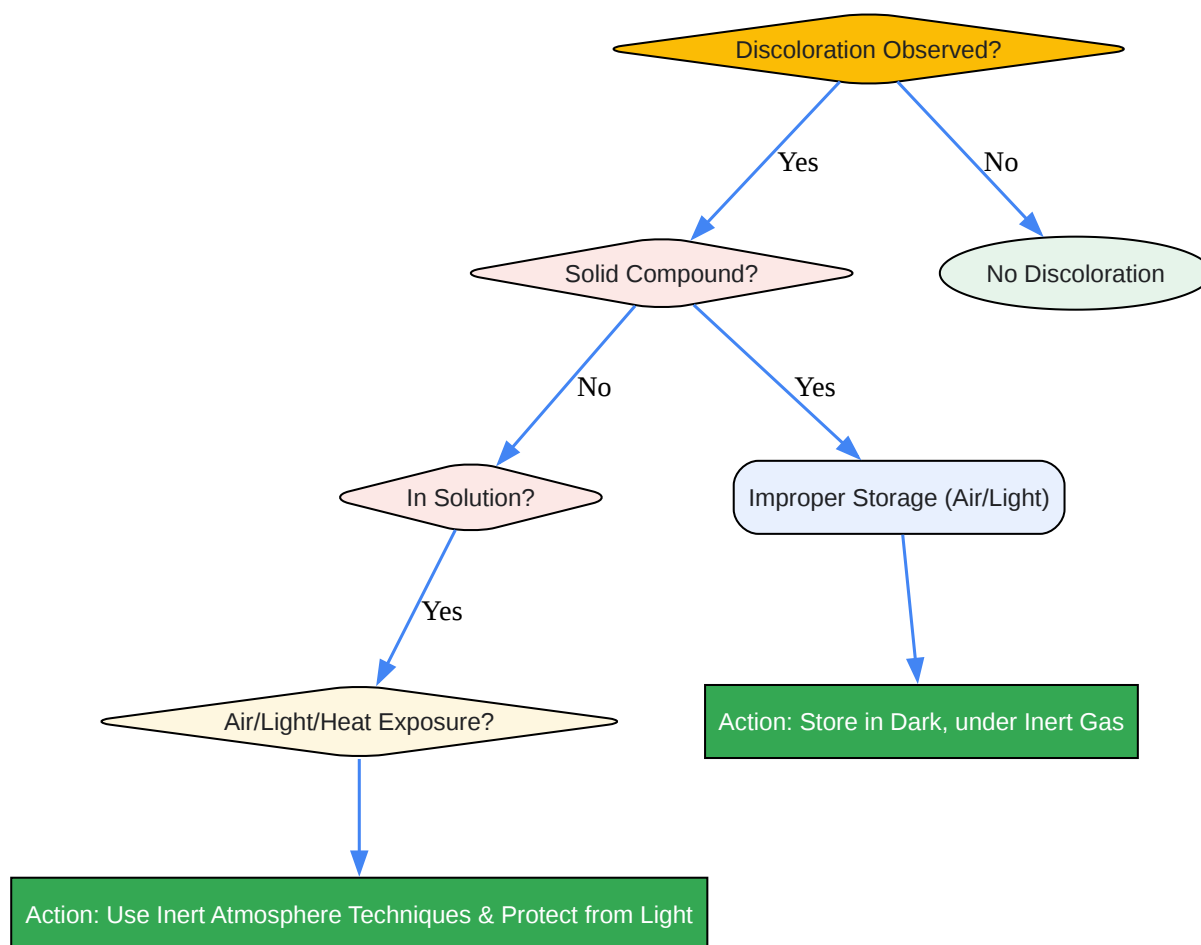 Discoloration Observed?
Yes
No
Solid Compound?
No Discoloration
No
Yes
In Solution?
Improper Storage (Air/Light)
Yes
Air/Light/Heat Exposure?
Action: Store in Dark, under Inert Gas
Action: Use Inert Atmosphere Techniques & Protect from Light